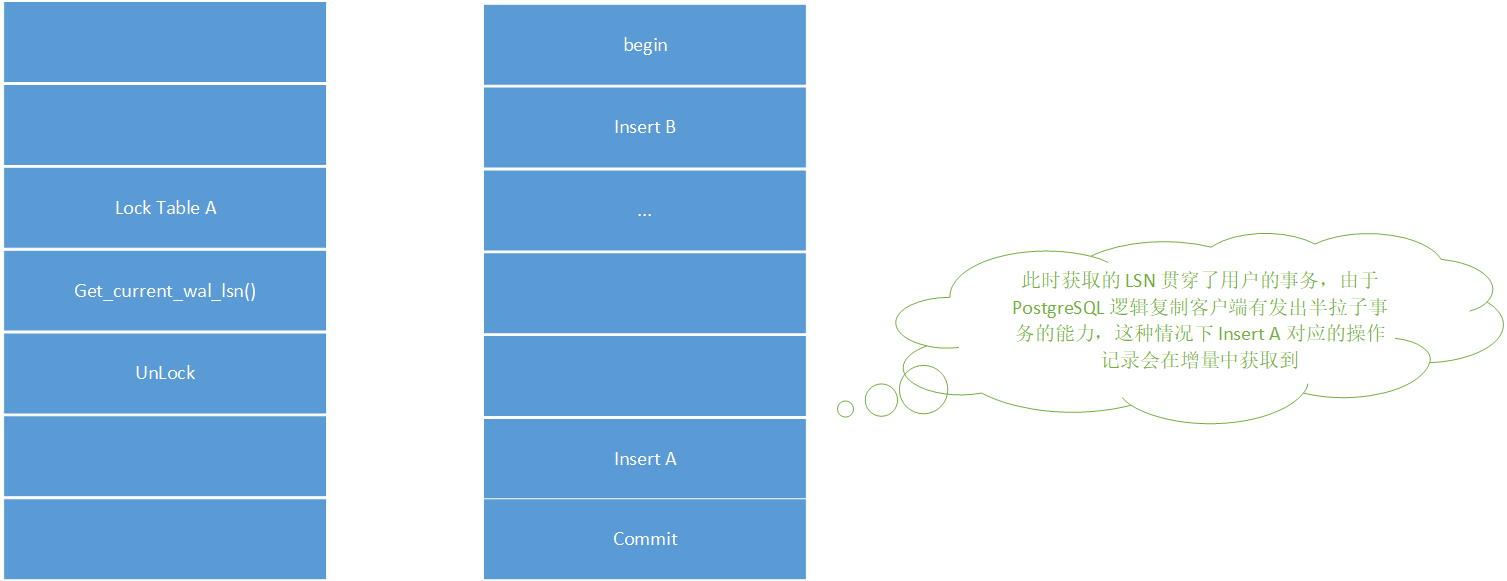 Lock Table A
Get_current_wal_lsn()
UnLock
begin
Insert B
...
Insert A
Commit
此时获取的 LSN 贯穿了用户的事务，由于
PostgreSQL 逻辑复制客户端有发出半拉子事
务的能力，这种情况下 Insert A 对应的操作
记录会在增量中获取到